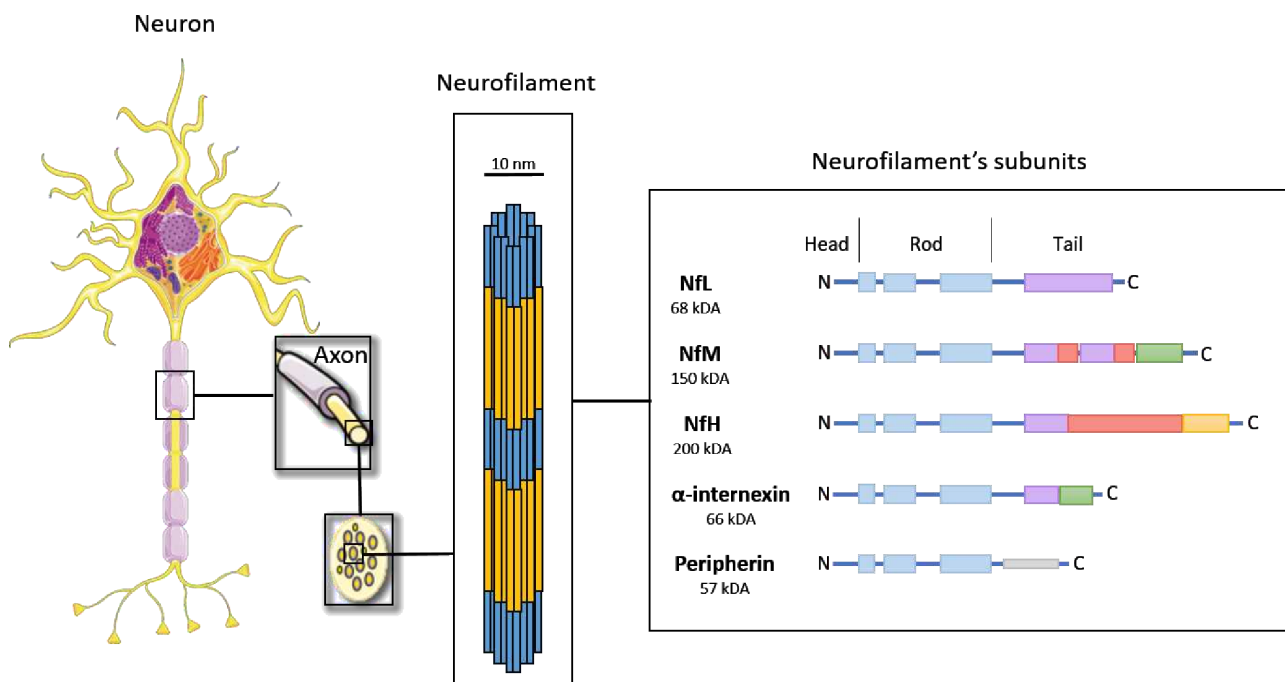 Neuron
Neurofilament
10 nm
Axon
Neurofilament's subunits
Head Rod Tail
NfL N C
68 kDA
NfM N C
150 kDA
NfH N C
200 kDA
α-internexin N C
66 kDA
Peripherin N C
57 kDA